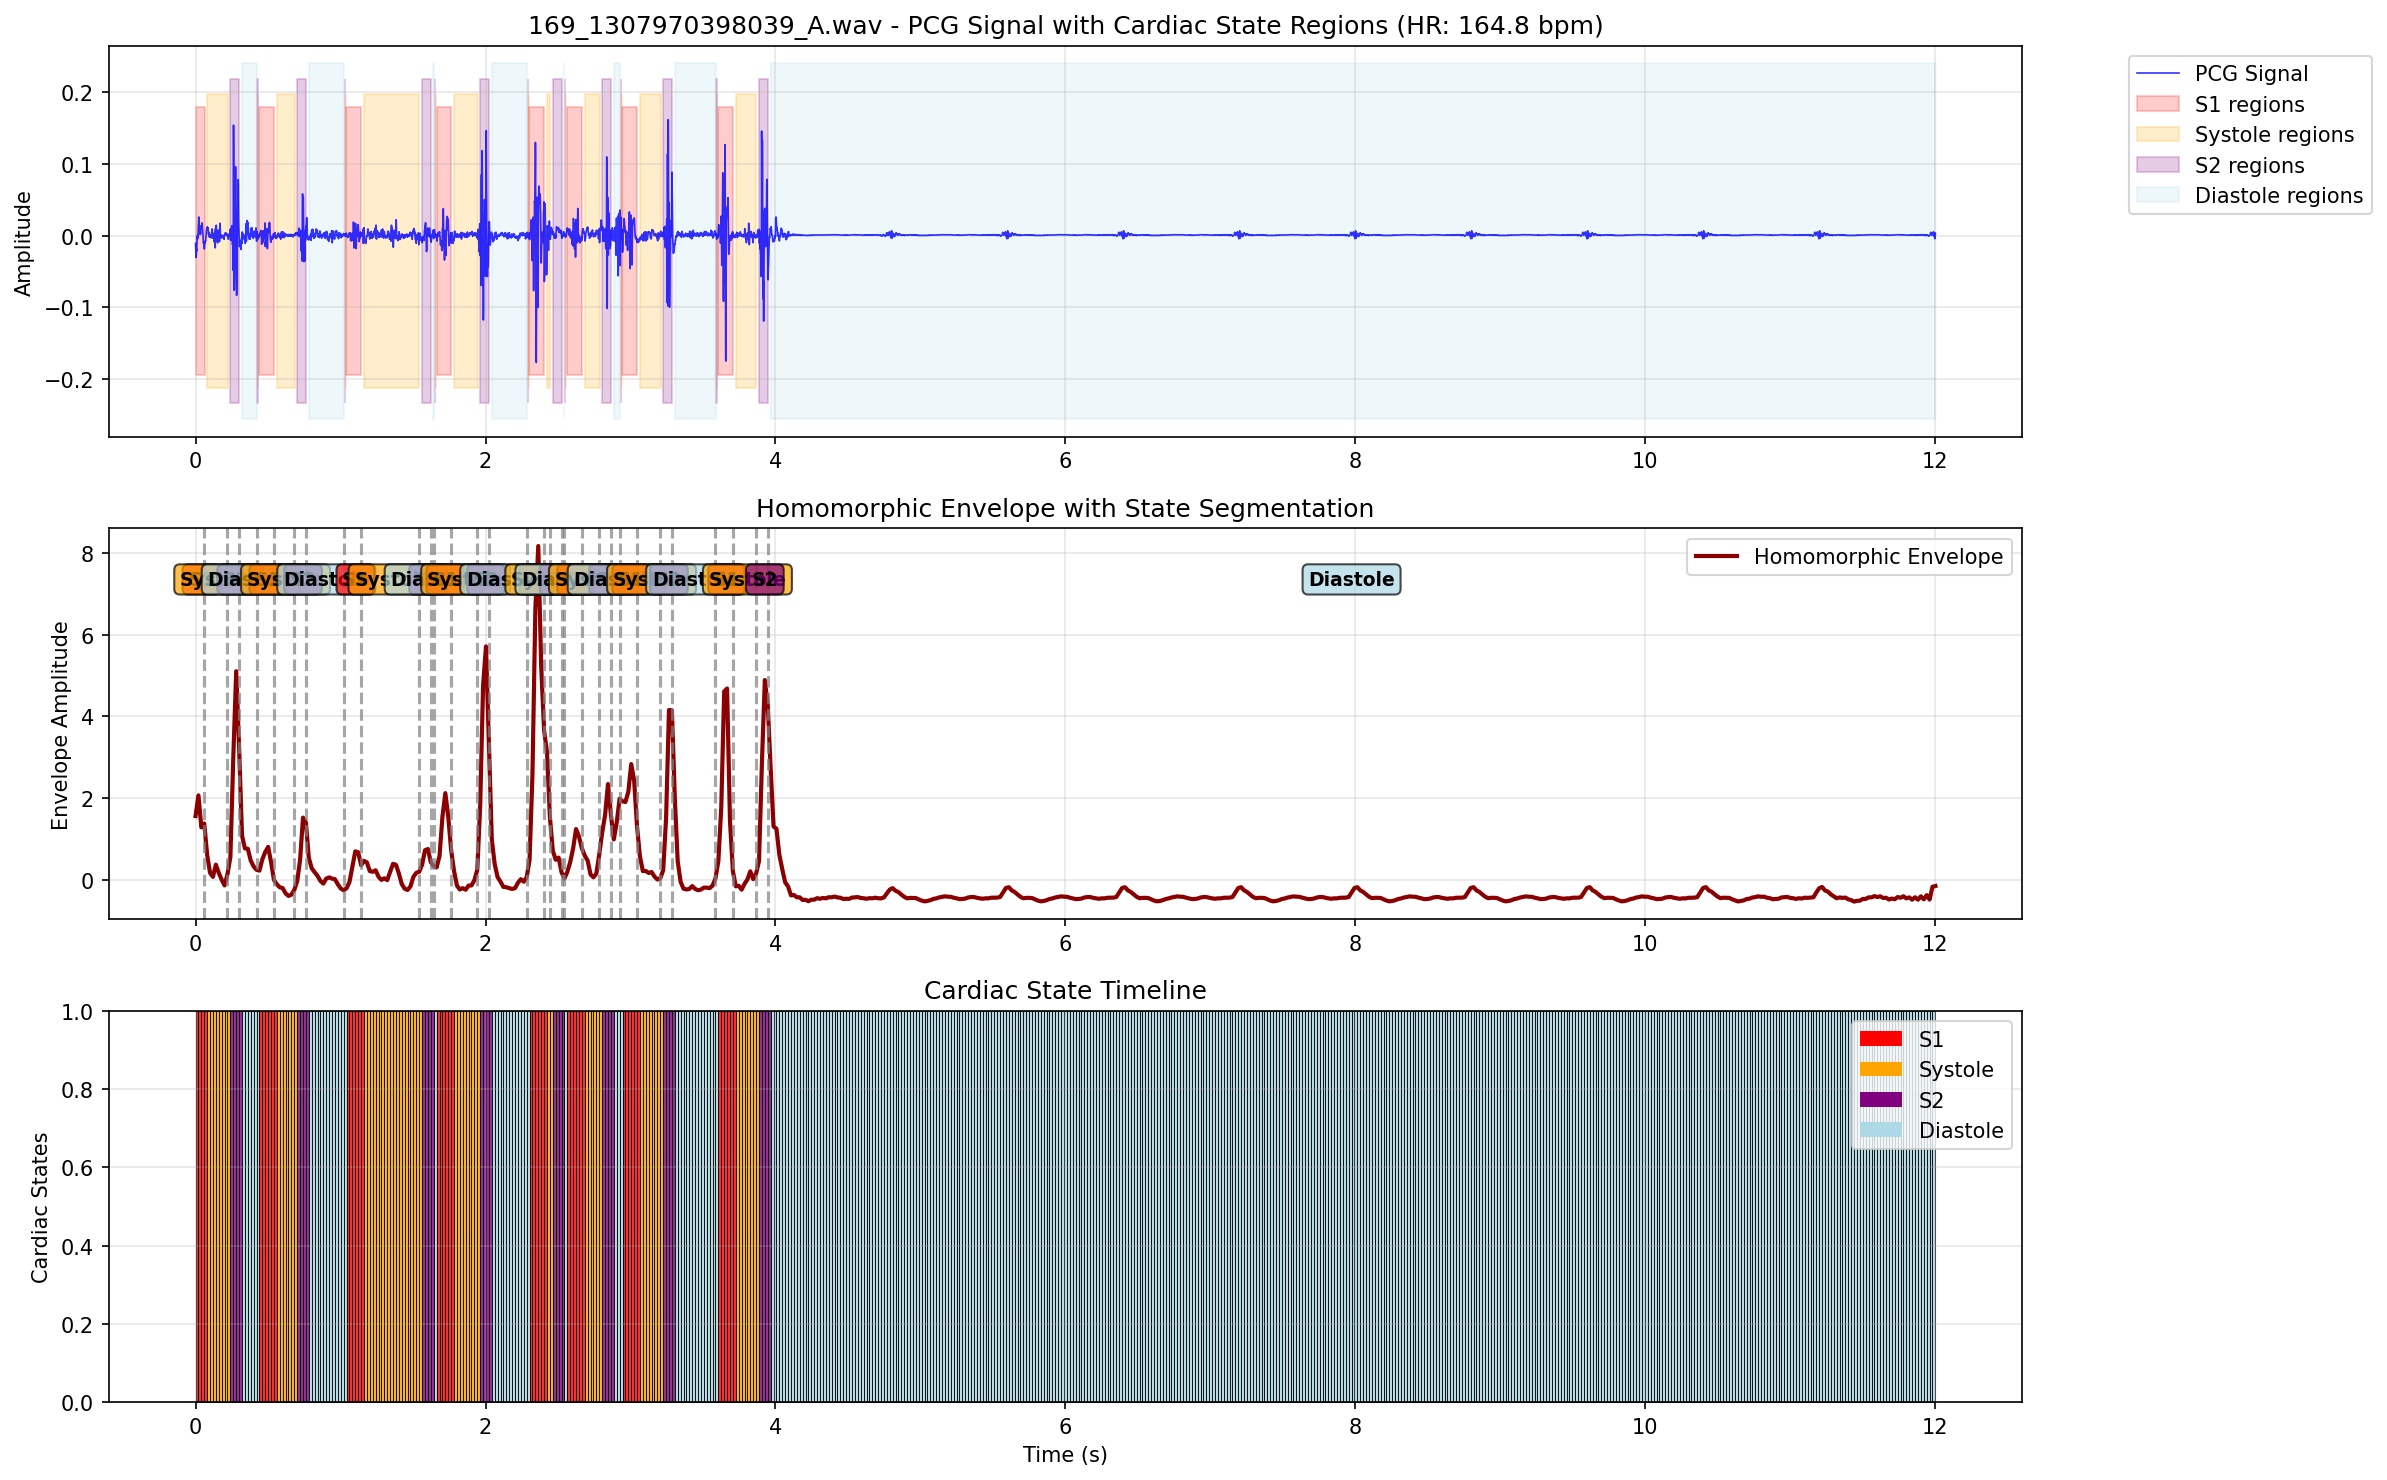 169_1307970398039_A.wav - PCG Signal with Cardiac State Regions (HR: 164.8 bpm)
Amplitude
0.2
0.1
0.0
−0.1
−0.2
0 2 4 6 8 10 12
PCG Signal
S1 regions
Systole regions
S2 regions
Diastole regions
Homomorphic Envelope with State Segmentation
Envelope Amplitude
8
6
4
2
0
Diastole
S2
Homomorphic Envelope
0 2 4 6 8 10 12
Cardiac State Timeline
Cardiac States
1.0
0.8
0.6
0.4
0.2
0.0
S1
Systole
S2
Diastole
0 2 4 6 8 10 12
Time (s)